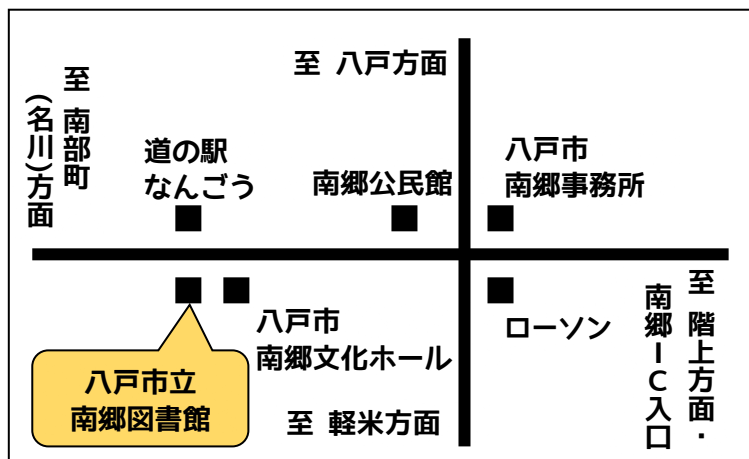 至 八戸方面
至 南部町
(名川)方面
道の駅
なんごう
南郷公民館
八戸市
南郷事務所
八戸市
南郷文化ホール
ローソン
至 階上方面・
南郷IC入口
八戸市立
南郷図書館
至 軽米方面